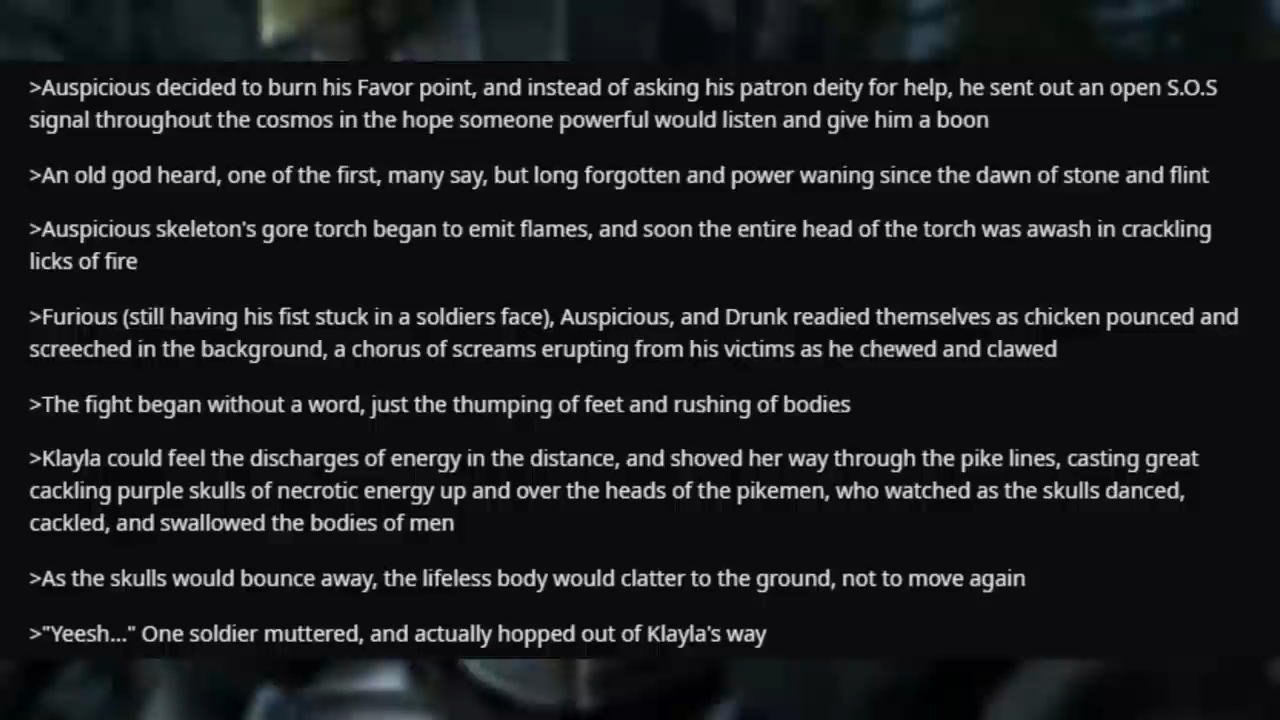 >Auspicious decided to burn his Favor point, and instead of asking his patron deity for help, he sent out an open S.O.S
signal throughout the cosmos in the hope someone powerful would listen and give him a boon
>An old god heard, one of the first, many say, but long forgotten and power waning since the dawn of stone and flint
>Auspicious skeleton's gore torch began to emit flames, and soon the entire head of the torch was awash in crackling
licks of fire
>Furious (still having his fist stuck in a soldiers face), Auspicious, and Drunk readied themselves as chicken pounced and
screeched in the background, a chorus of screams erupting from his victims as he chewed and clawed
>The fight began without a word, just the thumping of feet and rushing of bodies
>Klayla could feel the discharges of energy in the distance, and shoved her way through the pike lines, casting great
cackling purple skulls of necrotic energy up and over the heads of the pikemen, who watched as the skulls danced,
cackled, and swallowed the bodies of men
>As the skulls would bounce away, the lifeless body would clatter to the ground, not to move again
>"Yeesh..." One soldier muttered, and actually hopped out of Klayla's way